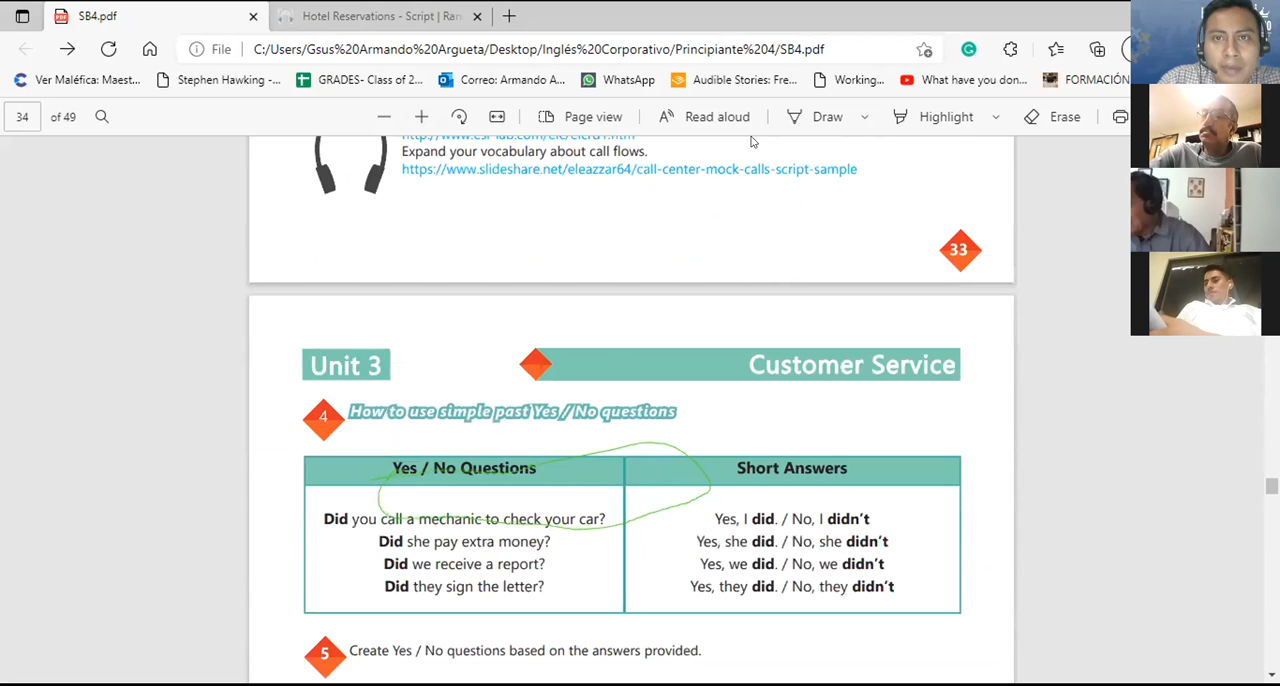 SB4.pdf
Hotel Reservations - Script | Ran
File
C:/Users/Gsus%20Armando%20Argueta/Desktop/Inglés%20Corporativo/Principiante%204/SB4.pdf
Ver Maléfica: Maest...
Stephen Hawking -...
GRADES- Class of 2...
Correo: Armando A...
WhatsApp
Audible Stories: Fre...
Working...
What have you don...
FORMACIÓN
34 of 49
Page view
Read aloud
Draw
Highlight
Erase
Expand your vocabulary about call flows.
https://www.slideshare.net/eleazzar64/call-center-mock-calls-script-sample
33
Unit 3
Customer Service
4 How to use simple past Yes / No questions
Yes / No Questions
Short Answers
Did you call a mechanic to check your car?
Yes, I did. / No, I didn't
Did she pay extra money?
Yes, she did. / No, she didn't
Did we receive a report?
Yes, we did. / No, we didn't
Did they sign the letter?
Yes, they did. / No, they didn't
5 Create Yes / No questions based on the answers provided.